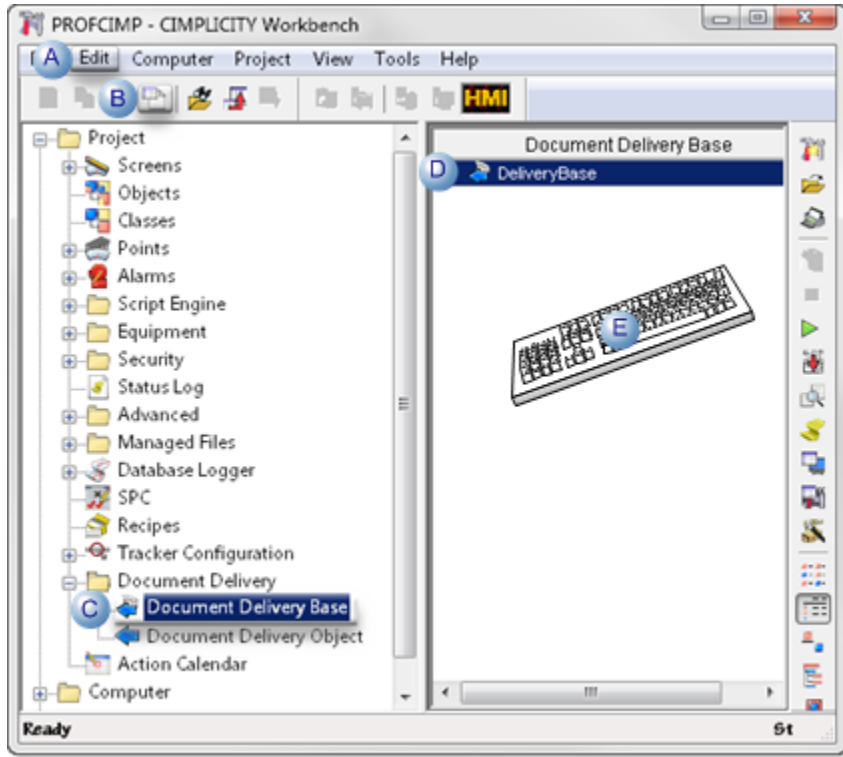 PROFCIMP - CIMPLICITY Workbench
A Edit Computer Project View Tools Help
B HMI
Project
Screens
Objects
Classes
Points
Alarms
Script Engine
Equipment
Security
Status Log
Advanced
Managed Files
Database Logger
SPC
Recipes
Tracker Configuration
Document Delivery
C Document Delivery Base
Document Delivery Object
Action Calendar
Computer
Document Delivery Base
D DeliveryBase
E
Ready St